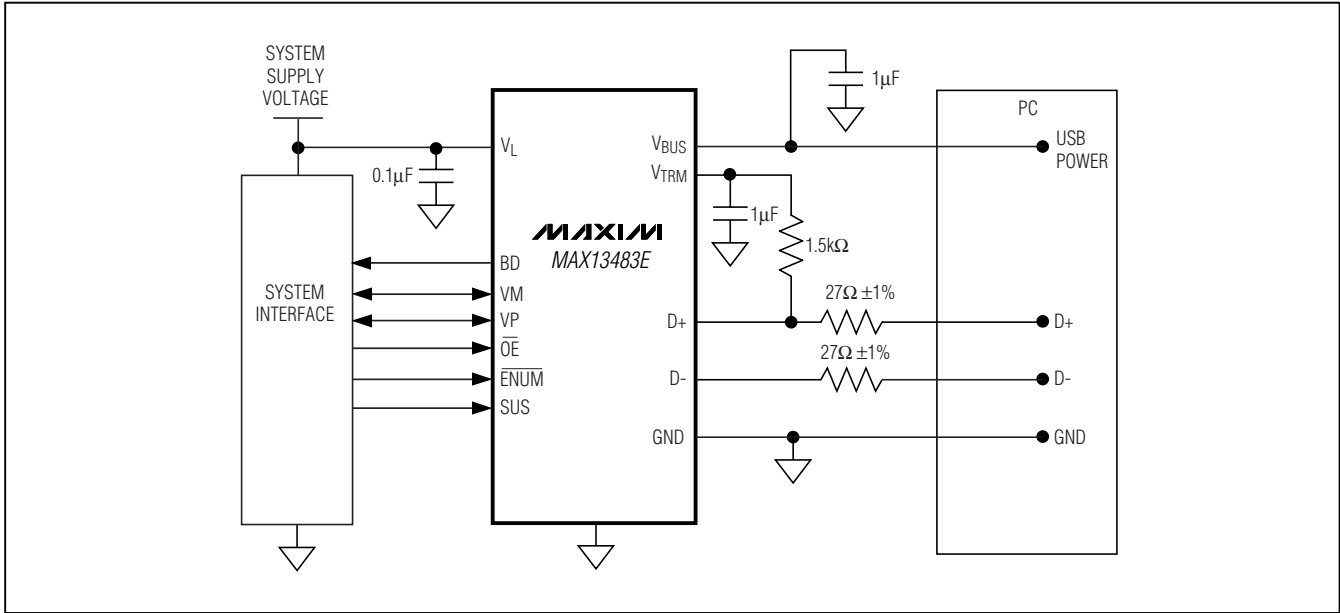 SYSTEM
SUPPLY
VOLTAGE
1μF
PC
VL
VBUS
USB
POWER
0.1μF
VTRM
1μF
MAXIM
MAX13483E
1.5kΩ
BD
SYSTEM
INTERFACE
VM
VP
27Ω ±1%
D+
D+
OE
27Ω ±1%
ENUM
D-
D-
SUS
GND
GND